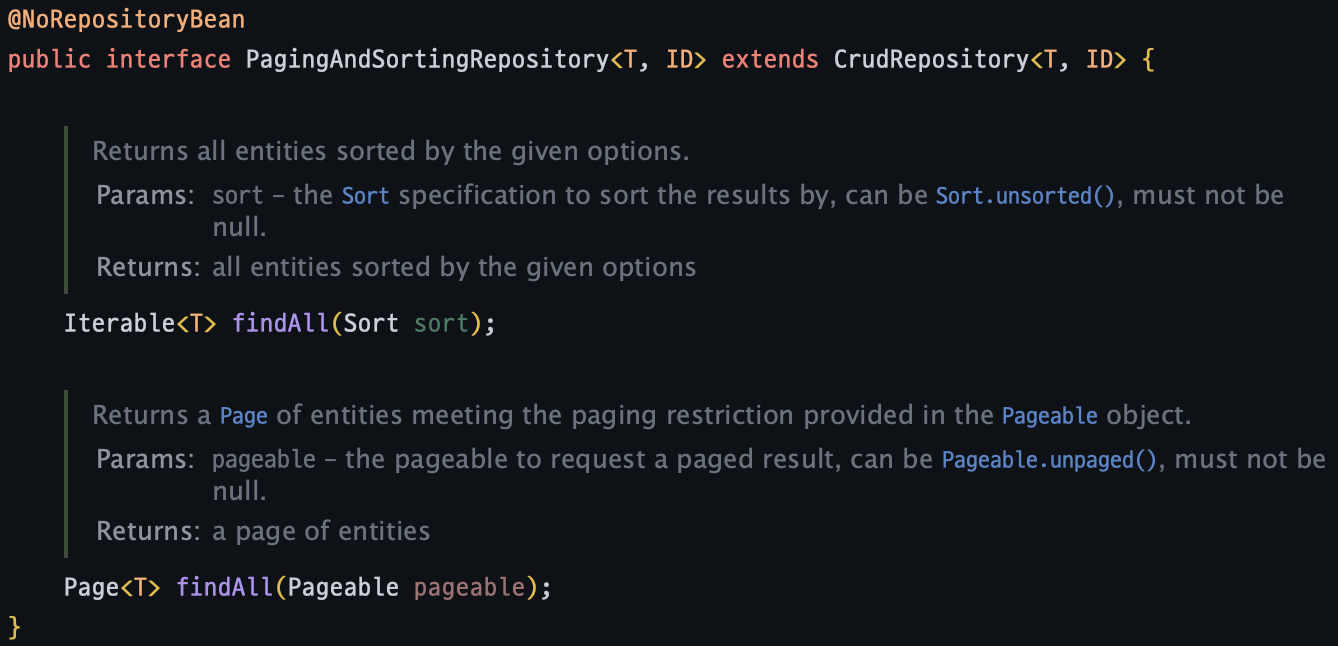 @NoRepositoryBean
public interface PagingAndSortingRepository<T, ID> extends CrudRepository<T, ID> {
Returns all entities sorted by the given options.
Params: sort – the Sort specification to sort the results by, can be Sort.unsorted(), must not be
null.
Returns: all entities sorted by the given options
Iterable<T> findAll(Sort sort);
Returns a Page of entities meeting the paging restriction provided in the Pageable object.
Params: pageable – the pageable to request a paged result, can be Pageable.unpaged(), must not be
null.
Returns: a page of entities
Page<T> findAll(Pageable pageable);
}